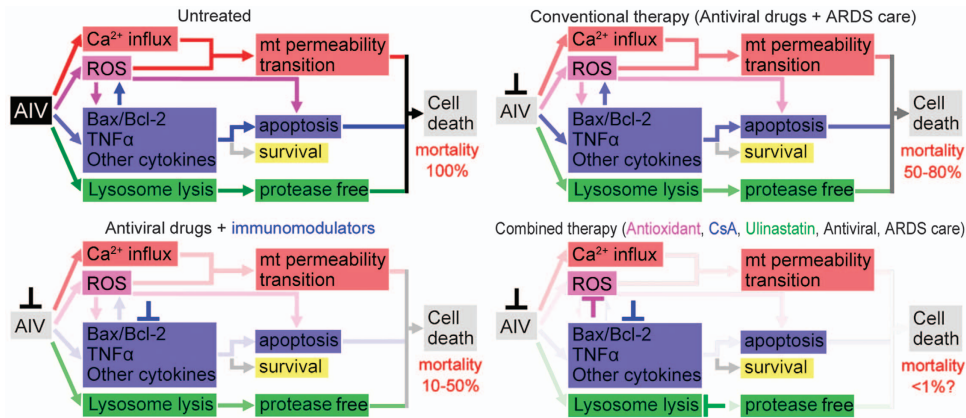 Untreated
Ca²⁺ influx
mt permeability
transition
ROS
AIV
Bax/Bcl-2
TNFα
Other cytokines
apoptosis
survival
Cell
death
mortality
100%
Lysosome lysis
protease free
Conventional therapy (Antiviral drugs + ARDS care)
Ca²⁺ influx
mt permeability
transition
ROS
AIV
Bax/Bcl-2
TNFα
Other cytokines
apoptosis
survival
Cell
death
mortality
50-80%
Lysosome lysis
protease free
Antiviral drugs + immunomodulators
Ca²⁺ influx
mt permeability
transition
ROS
AIV
Bax/Bcl-2
TNFα
Other cytokines
apoptosis
survival
Cell
death
mortality
10-50%
Lysosome lysis
protease free
Combined therapy (Antioxidant, CsA, Ulinastatin, Antiviral, ARDS care)
Ca²⁺ influx
mt permeability
transition
ROS
AIV
Bax/Bcl-2
TNFα
Other cytokines
apoptosis
survival
Cell
death
mortality
<1%?
Lysosome lysis
protease free